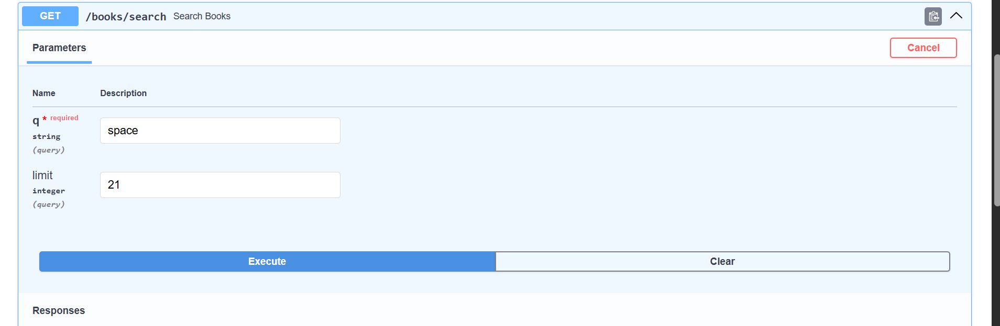 GET /books/search Search Books
Parameters
Cancel
Name Description
q * required
string
(query)
space
limit
integer
(query)
21
Execute
Clear
Responses